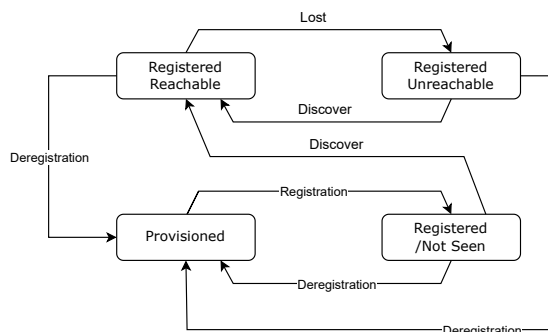 Lost
Registered
Reachable
Registered
Unreachable
Discover
Discover
Deregistration
Registration
Provisioned
Registered
/Not Seen
Deregistration
Deregistration